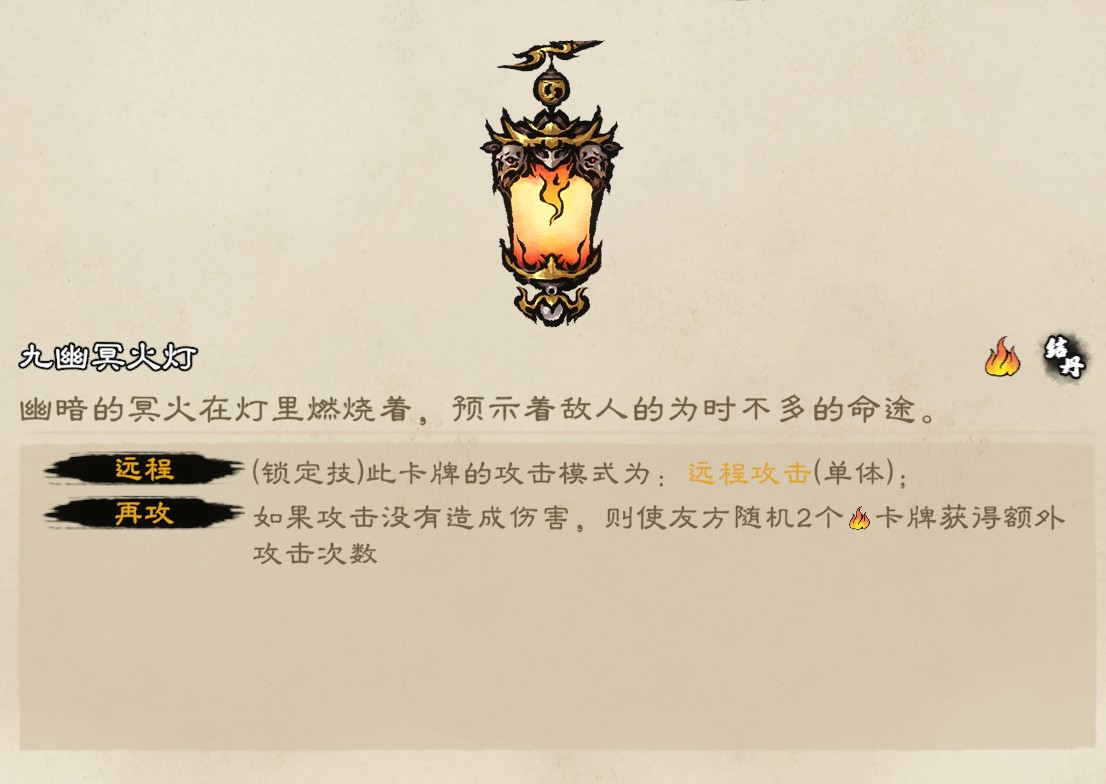 九幽冥火灯
结丹
幽暗的冥火在灯里燃烧着，预示着敌人的为时不多的命途。
远程 (锁定技)此卡牌的攻击模式为：远程攻击(单体)；
再攻 如果攻击没有造成伤害，则使友方随机2个卡牌获得额外
攻击次数